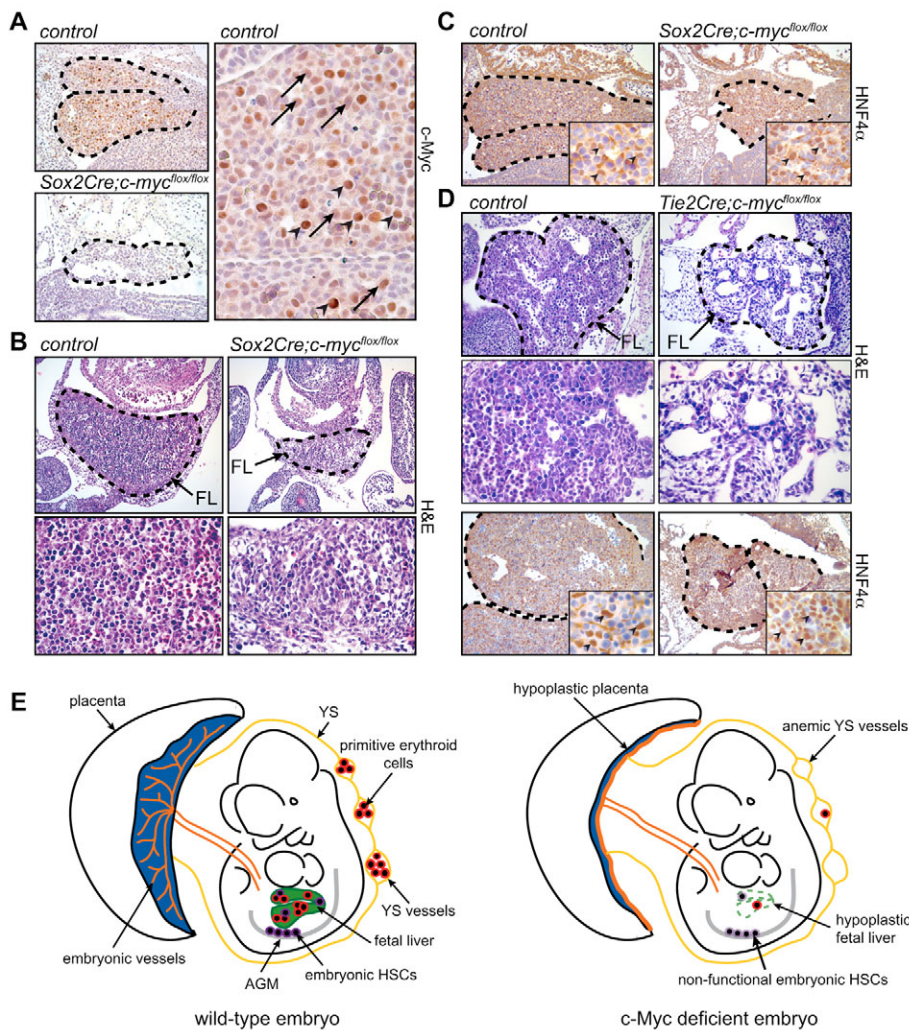 A
control
control
Sox2Cre;c-myc^flox/flox
c-Myc
B
control
Sox2Cre;c-myc^flox/flox
FL
FL
H&E
C
control
Sox2Cre;c-myc^flox/flox
HNF4α
D
control
Tie2Cre;c-myc^flox/flox
FL
FL
H&E
HNF4α
E
placenta
YS
primitive erythroid
cells
YS vessels
fetal liver
embryonic HSCs
AGM
embryonic vessels
wild-type embryo
hypoplastic placenta
anemic YS vessels
hypoplastic
fetal liver
non-functional embryonic HSCs
c-Myc deficient embryo